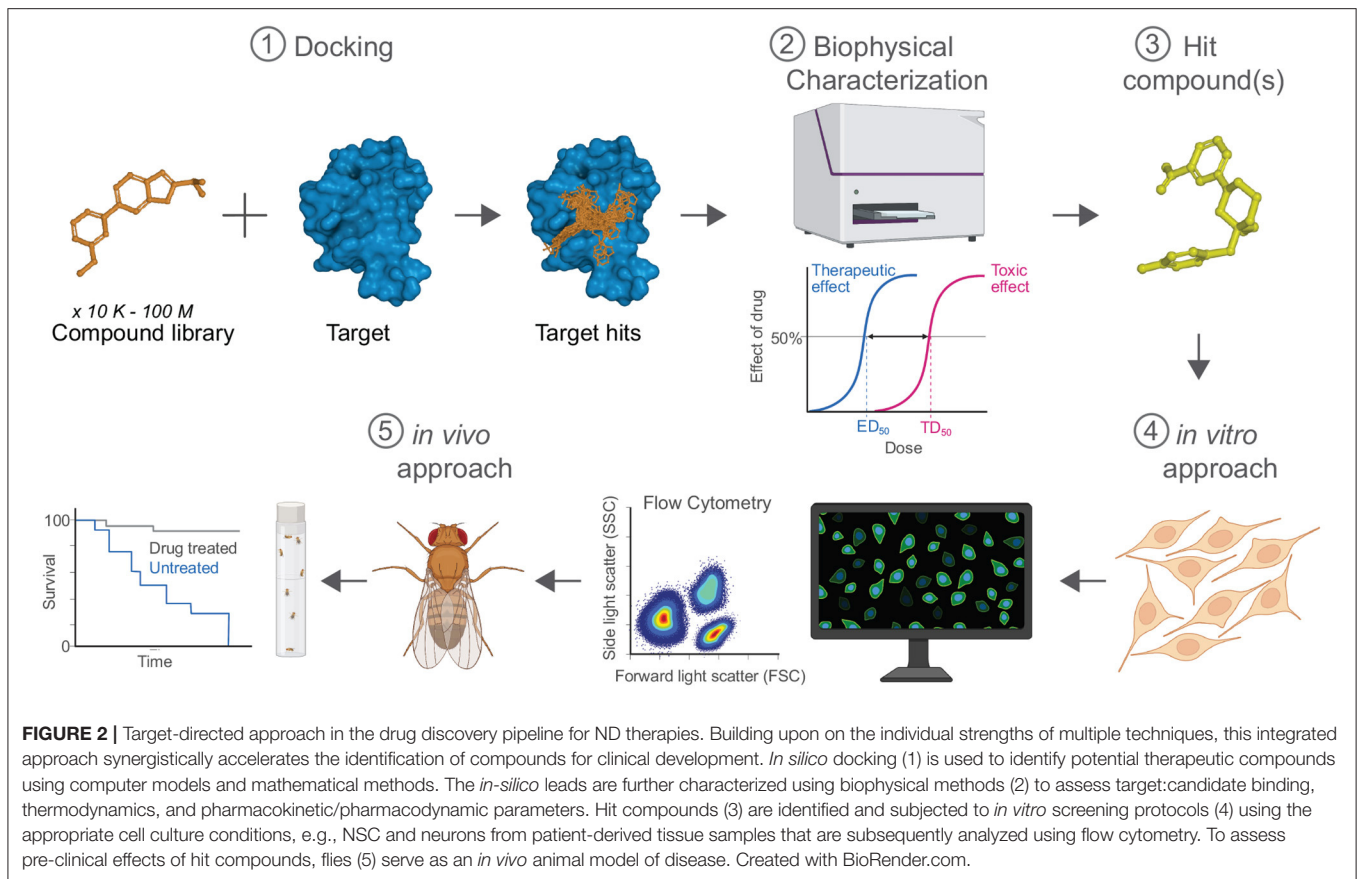 ① Docking
② Biophysical
Characterization
③ Hit
compound(s)
x 10 K - 100 M
Compound library
Target
Target hits
Therapeutic
effect
Toxic
effect
Effect of drug
50%
ED50
TD50
Dose
④ in vitro
approach
⑤ in vivo
approach
Flow Cytometry
Side light scatter (SSC)
Forward light scatter (FSC)
100
Drug treated
Untreated
Survival
0
Time
FIGURE 2 | Target-directed approach in the drug discovery pipeline for ND therapies. Building upon on the individual strengths of multiple techniques, this integrated
approach synergistically accelerates the identification of compounds for clinical development. In silico docking (1) is used to identify potential therapeutic compounds
using computer models and mathematical methods. The in-silico leads are further characterized using biophysical methods (2) to assess target:candidate binding,
thermodynamics, and pharmacokinetic/pharmacodynamic parameters. Hit compounds (3) are identified and subjected to in vitro screening protocols (4) using the
appropriate cell culture conditions, e.g., NSC and neurons from patient-derived tissue samples that are subsequently analyzed using flow cytometry. To assess
pre-clinical effects of hit compounds, flies (5) serve as an in vivo animal model of disease. Created with BioRender.com.